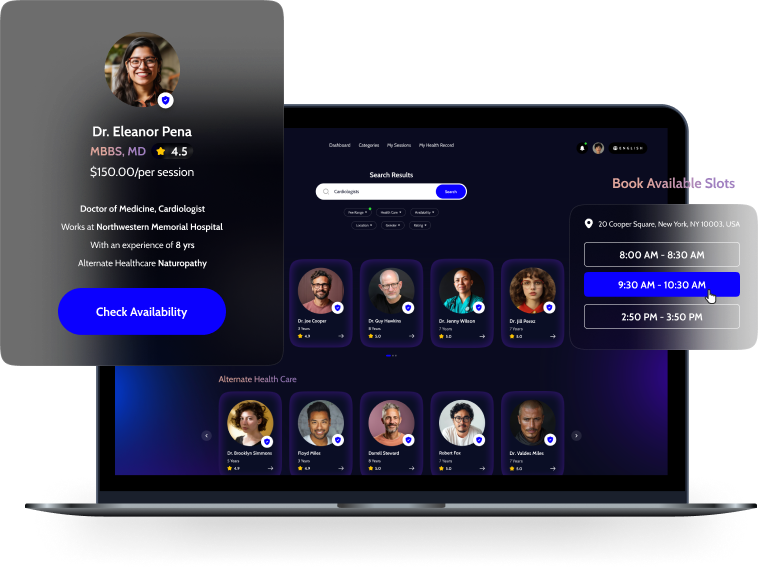 Dr. Eleanor Pena
MBBS, MD 4.5
$150.00/per session
Doctor of Medicine, Cardiologist
Works at Northwestern Memorial Hospital
With an experience of 8 yrs
Alternate Healthcare Naturopathy
Check Availability
Dashboard Categories My Sessions My Health Record
ENGLISH
Search Results
Cardiologists Search
Fee Range Health Care Availability
Location Gender Rating
Book Available Slots
20 Cooper Square, New York, NY 10003, USA
8:00 AM - 8:30 AM
9:30 AM - 10:30 AM
2:50 PM - 3:50 PM
Dr. Joe Cooper
3 Years
4.9
Dr. Guy Hawkins
8 Years
5.0
Dr. Jenny Wilson
7 Years
5.0
Dr. Jill Perez
7 Years
5.0
Alternate Health Care
Dr. Brooklyn Simmons
5 Years
4.9
Floyd Miles
3 Years
4.9
Darrell Steward
8 Years
5.0
Robert Fox
7 Years
5.0
Dr. Valdes Miles
7 Years
5.0